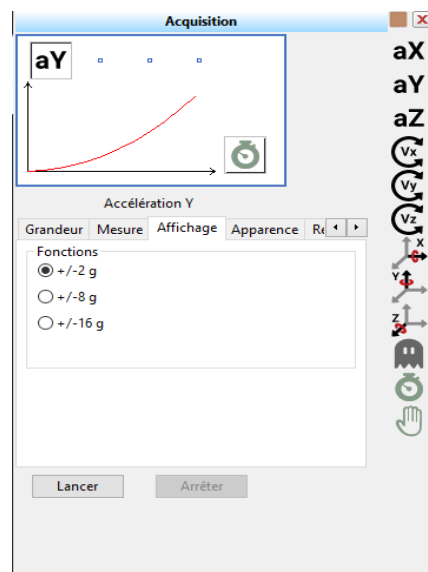 Acquisition
aY
Accélération Y
Grandeur Mesure Affichage Apparence
Fonctions
+/-2 g
+/-8 g
+/-16 g
Lancer Arrêter
aX
aY
aZ
Vx
Vy
Vz
X
Y
Z